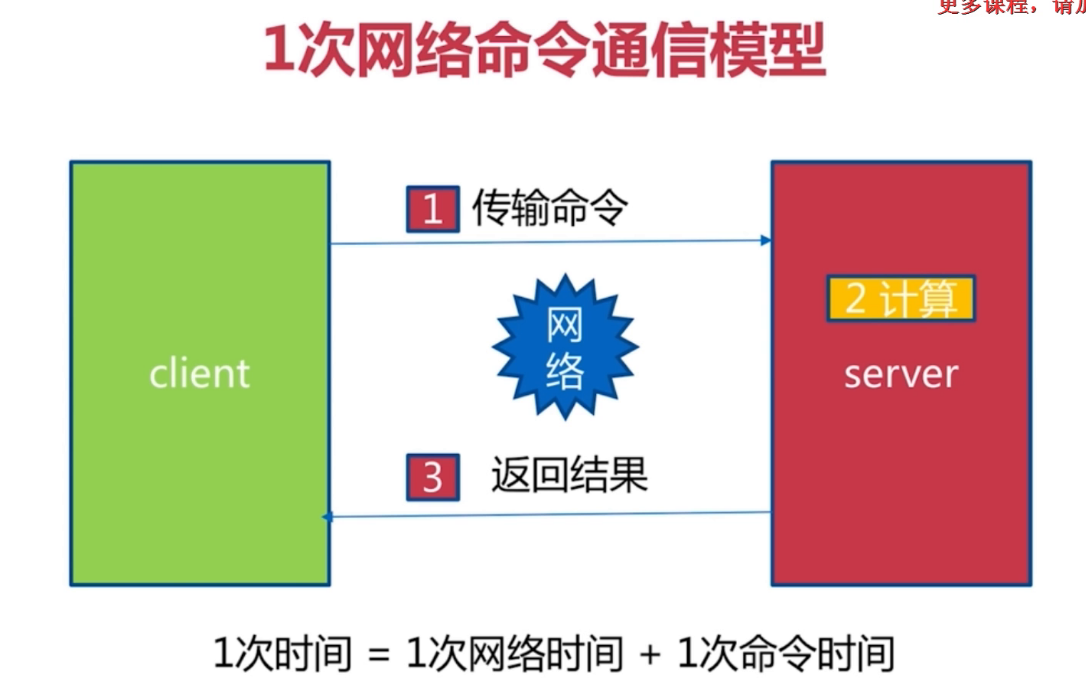 更多课程，请
1次网络命令通信模型
1 传输命令
2 计算
网
络
client
server
3 返回结果
1次时间 = 1次网络时间 + 1次命令时间